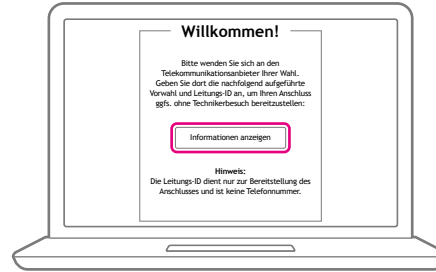 Willkommen!
Bitte wenden Sie sich an den
Telekommunikationsanbieter Ihrer Wahl.
Geben Sie dort die nachfolgend aufgeführte
Vorwahl und Leitungs-ID an, um Ihren Anschluss
ggfs. ohne Technikerbesuch bereitzustellen:
Informationen anzeigen
Hinweis:
Die Leitungs-ID dient nur zur Bereitstellung des
Anschlusses und ist keine Telefonnummer.